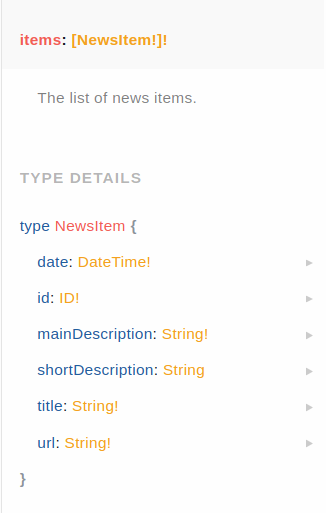 items: [NewsItem!]!
The list of news items.
TYPE DETAILS
type NewsItem {
date: DateTime!
id: ID!
mainDescription: String!
shortDescription: String
title: String!
url: String!
}